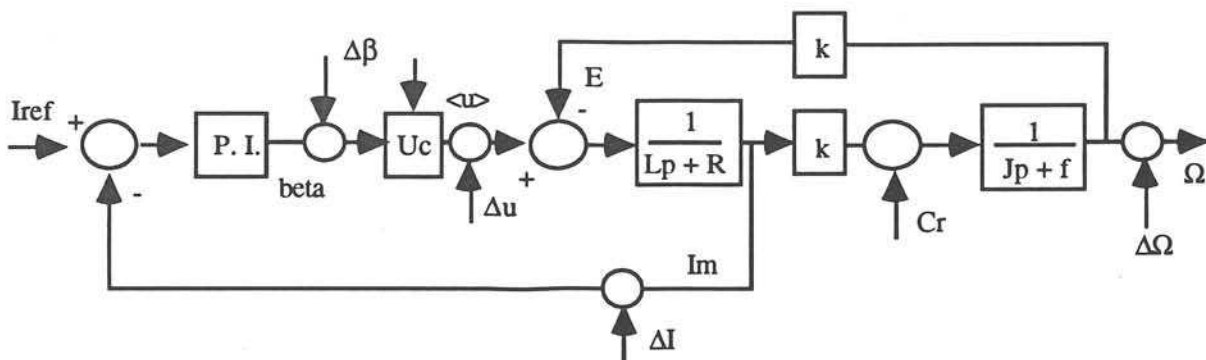 k
Δβ
E
<u>
Iref
+
-
1
1
P. I.
Uc
k
Lp + R
Jp + f
Ω
beta
+
Δu
Cr
ΔΩ
-
Im
ΔI